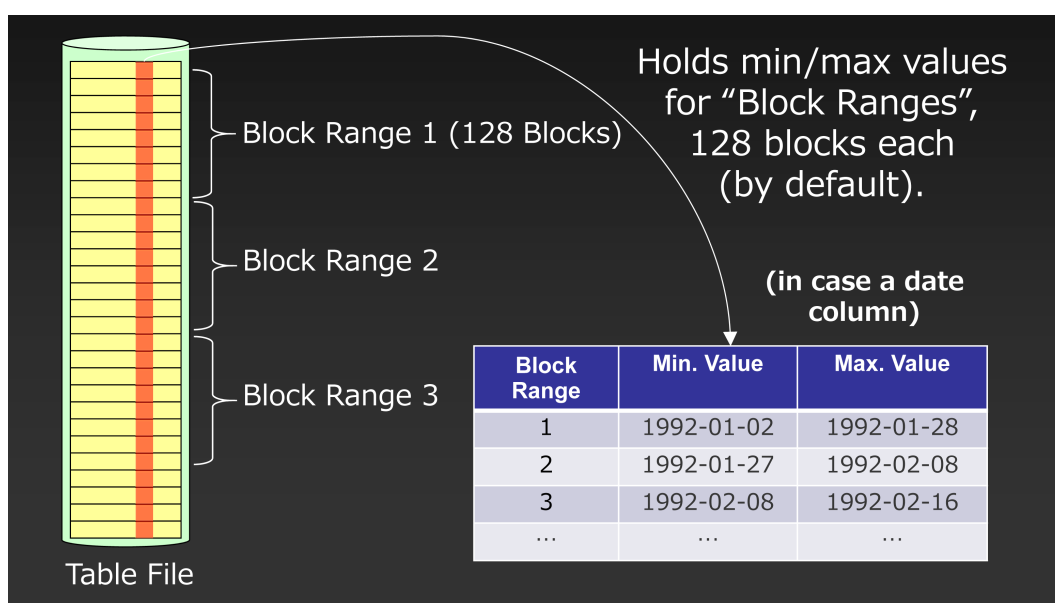 Holds min/max values
for “Block Ranges”,
128 blocks each
(by default).
Block Range 1 (128 Blocks)
Block Range 2
Block Range 3
Table File
(in case a date
column)
Block
Range
Min. Value
Max. Value
1
1992-01-02
1992-01-28
2
1992-01-27
1992-02-08
3
1992-02-08
1992-02-16
...
...
...